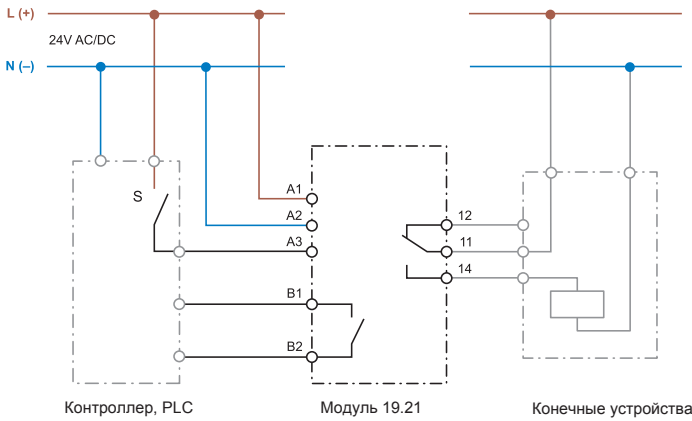 L (+)
24V AC/DC
N (–)
S
A1
A2
A3
B1
B2
12
11
14
Контроллер, PLC
Модуль 19.21
Конечные устройства